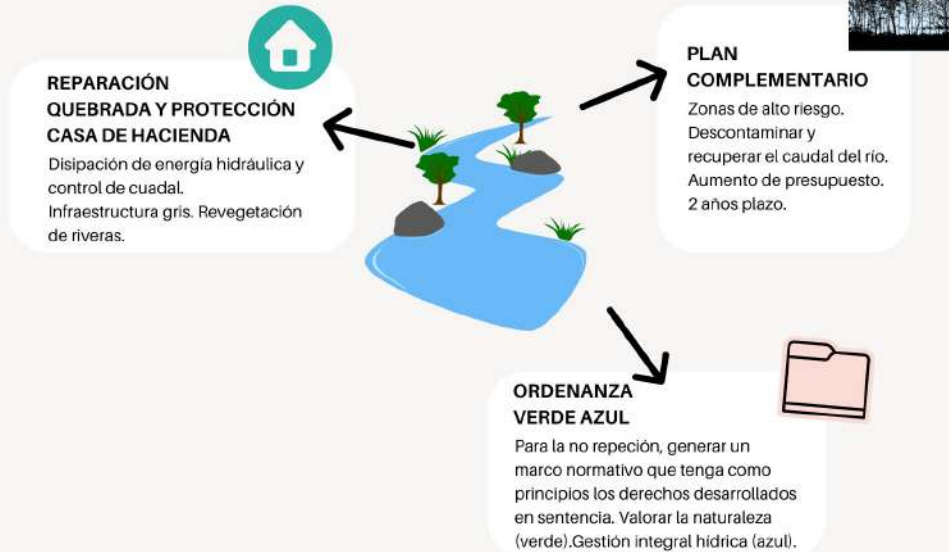 REPARACIÓN
QUEBRADA Y PROTECCIÓN
CASA DE HACIENDA
Disipación de energía hidráulica y
control de cuadal.
Infraestructura gris. Revegetación
de riveras.
PLAN
COMPLEMENTARIO
Zonas de alto riesgo.
Descontaminar y
recuperar el caudal del río.
Aumento de presupuesto.
2 años plazo.
ORDENANZA
VERDE AZUL
Para la no repeción, generar un
marco normativo que tenga como
principios los derechos desarrollados
en sentencia. Valorar la naturaleza
(verde).Gestión integral hídrica (azul).